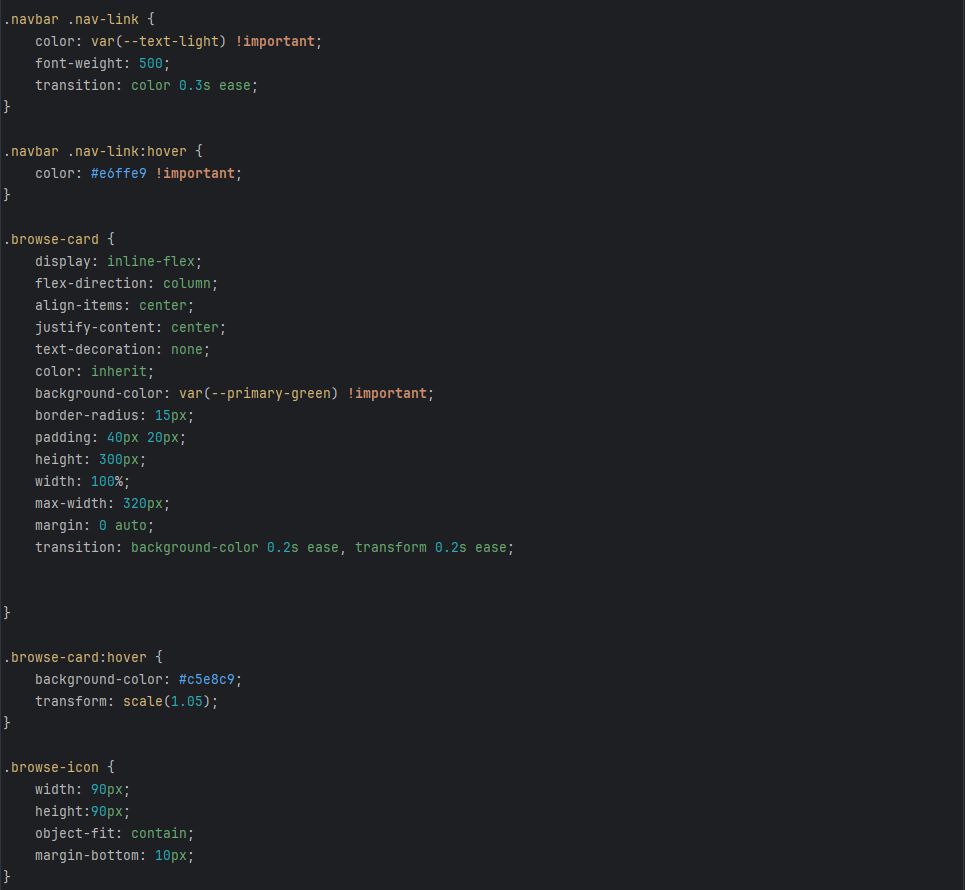 .navbar .nav-link {
    color: var(--text-light) !important;
    font-weight: 500;
    transition: color 0.3s ease;
}

.navbar .nav-link:hover {
    color: #e6ffe9 !important;
}

.browse-card {
    display: inline-flex;
    flex-direction: column;
    align-items: center;
    justify-content: center;
    text-decoration: none;
    color: inherit;
    background-color: var(--primary-green) !important;
    border-radius: 15px;
    padding: 40px 20px;
    height: 300px;
    width: 100%;
    max-width: 320px;
    margin: 0 auto;
    transition: background-color 0.2s ease, transform 0.2s ease;


}

.browse-card:hover {
    background-color: #c5e8c9;
    transform: scale(1.05);
}

.browse-icon {
    width: 90px;
    height:90px;
    object-fit: contain;
    margin-bottom: 10px;
}